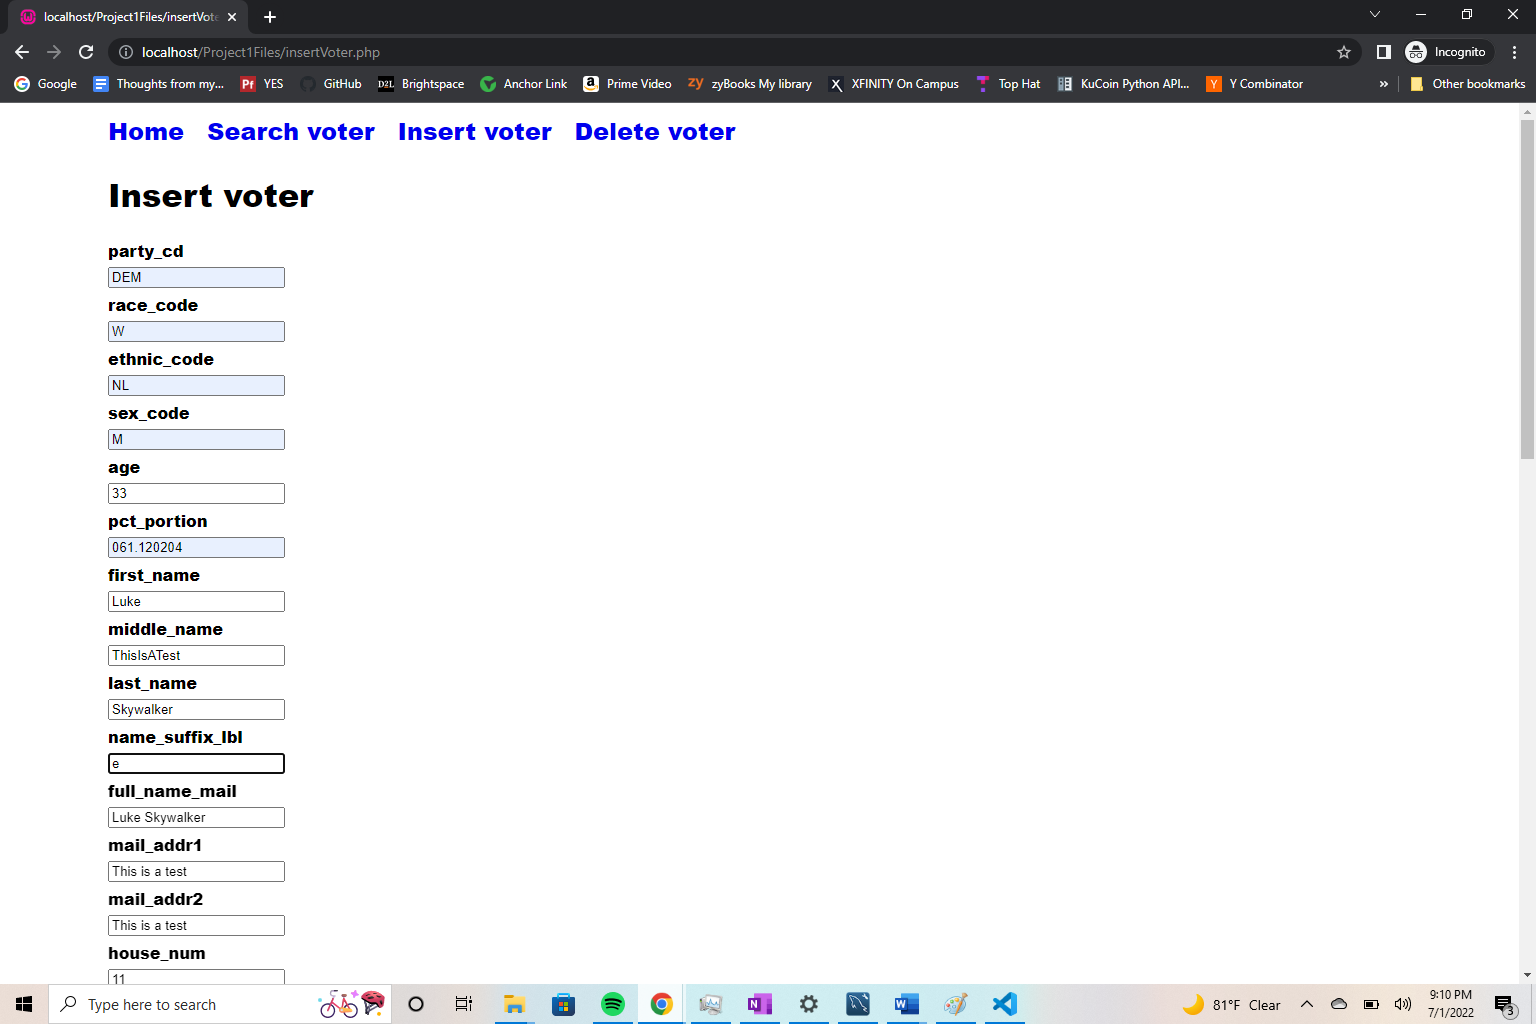 localhost/Project1Files/insertVote
localhost/Project1Files/insertVoter.php
Incognito
Google Thoughts from my... YES GitHub Brightspace Anchor Link Prime Video zyBooks My library XFINITY On Campus Top Hat KuCoin Python API... Y Combinator » Other bookmarks
Home Search voter Insert voter Delete voter
Insert voter
party_cd
DEM
race_code
W
ethnic_code
NL
sex_code
M
age
33
pct_portion
061.120204
first_name
Luke
middle_name
ThisIsATest
last_name
Skywalker
name_suffix_lbl
e
full_name_mail
Luke Skywalker
mail_addr1
This is a test
mail_addr2
This is a test
house_num
11
Type here to search
81°F Clear
9:10 PM
7/1/2022
3